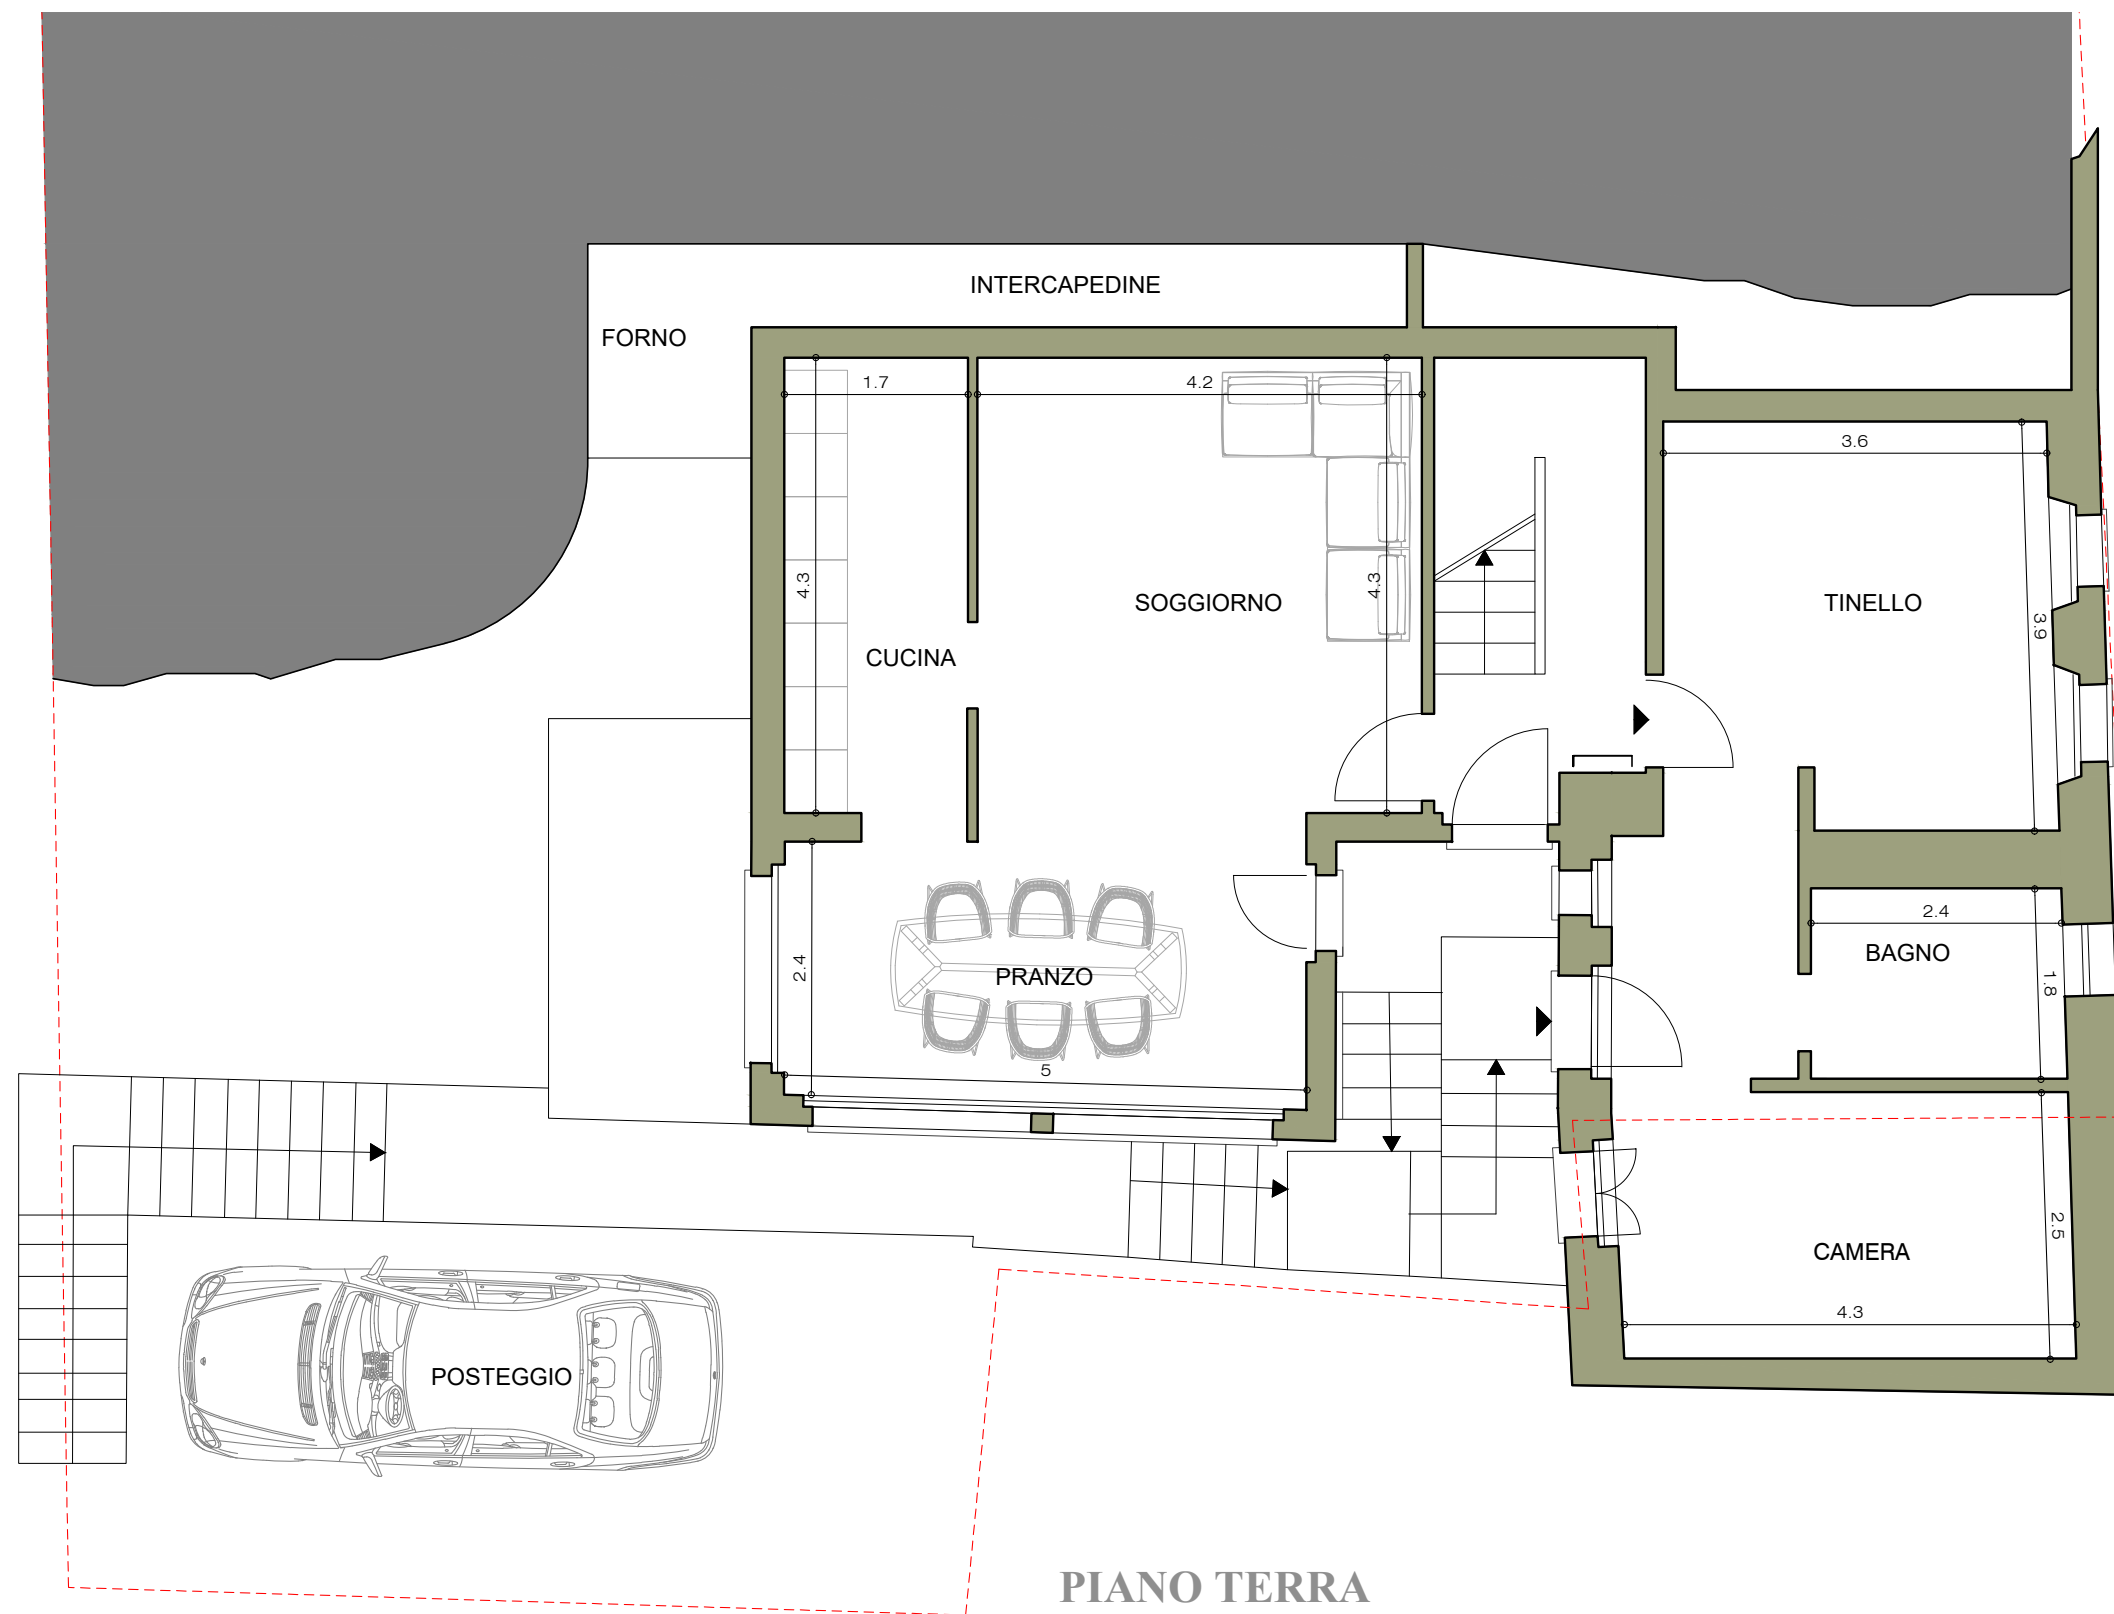 INTERCAPEDINE
FORNO
1.7
4.2
3.6
4.3
4.3
SOGGIORNO
TINELLO
3.9
CUCINA
2.4
BAGNO
2.4
PRANZO
1.8
5
2.5
CAMERA
4.3
POSTEGGIO
PIANO TERRA